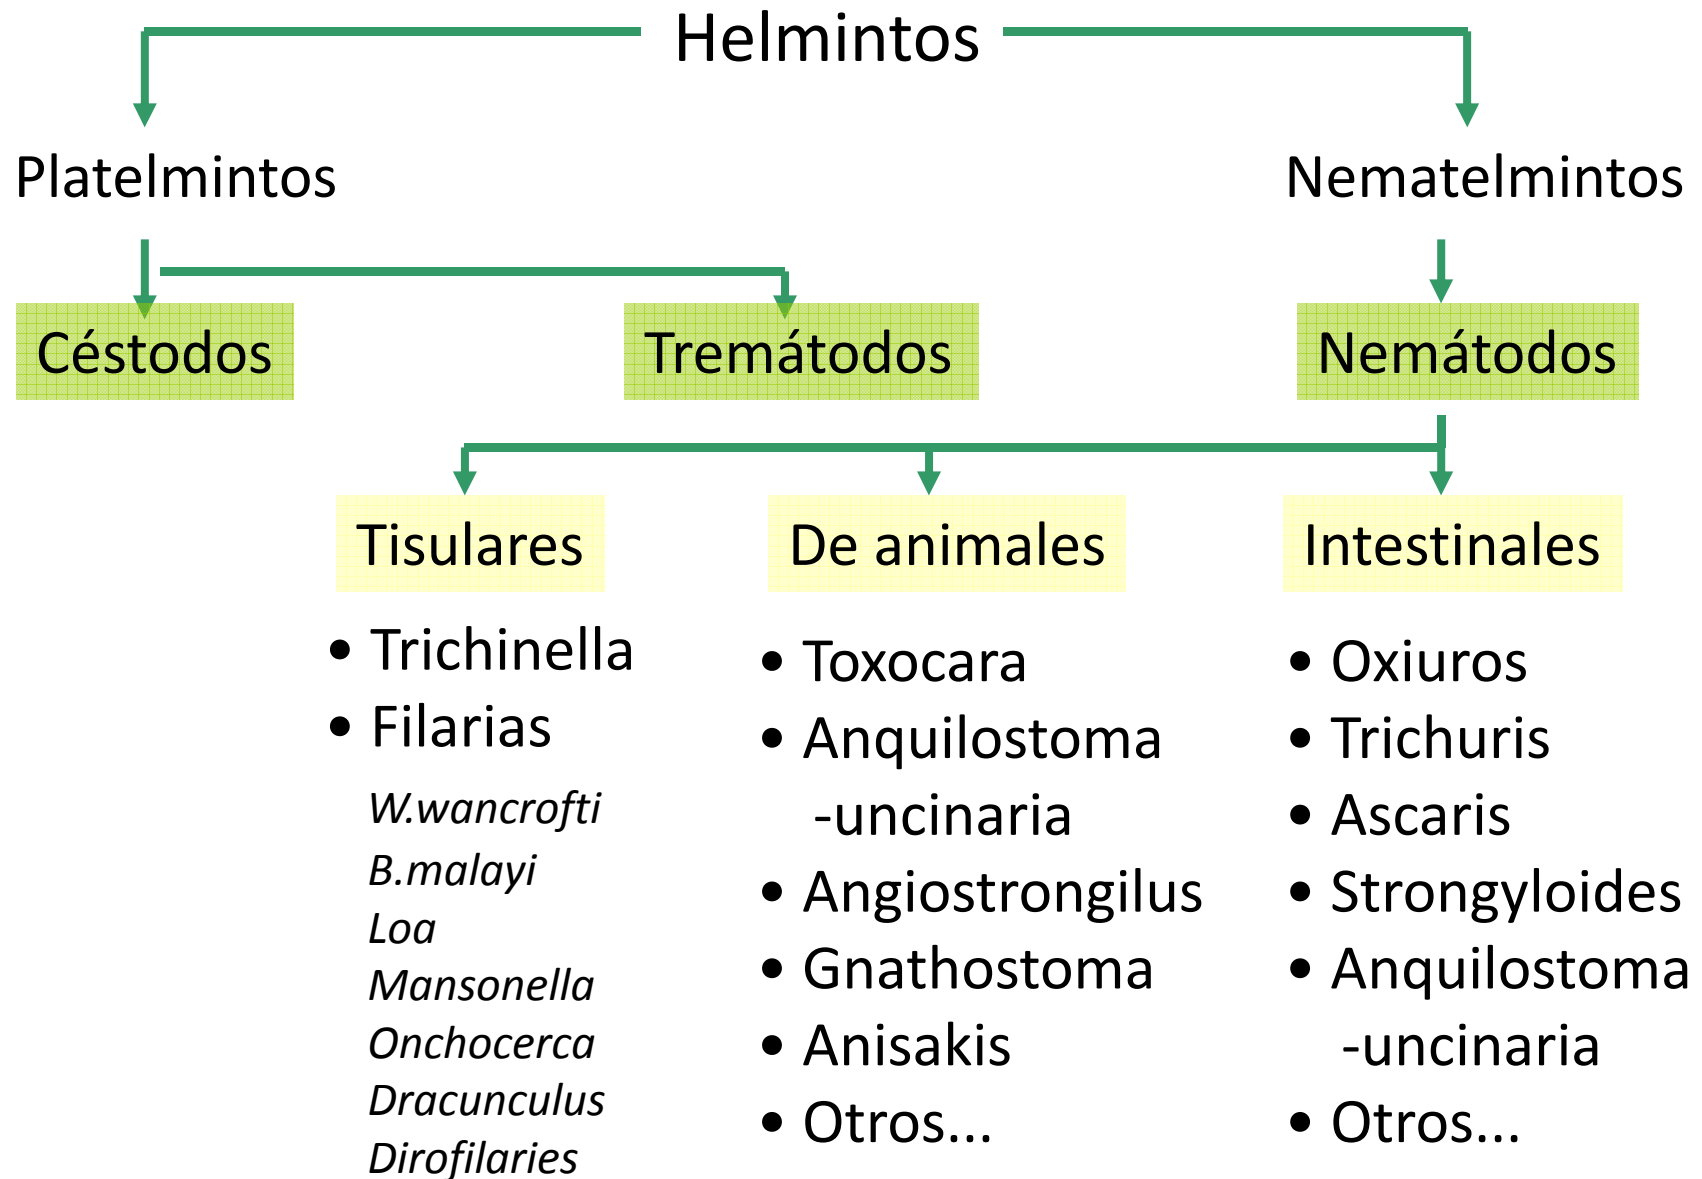 Helmintos
Platelmintos
Nematelmintos
Céstodos
Tremátodos
Nemátodos
Tisulares
De animales
Intestinales
• Trichinella
• Filarias
W.wancrofti
B.malayi
Loa
Mansonella
Onchocerca
Dracunculus
Dirofilaries
• Toxocara
• Anquilostoma
-uncinaria
• Angiostrongilus
• Gnathostoma
• Anisakis
• Otros...
• Oxiuros
• Trichuris
• Ascaris
• Strongyloides
• Anquilostoma
-uncinaria
• Otros...